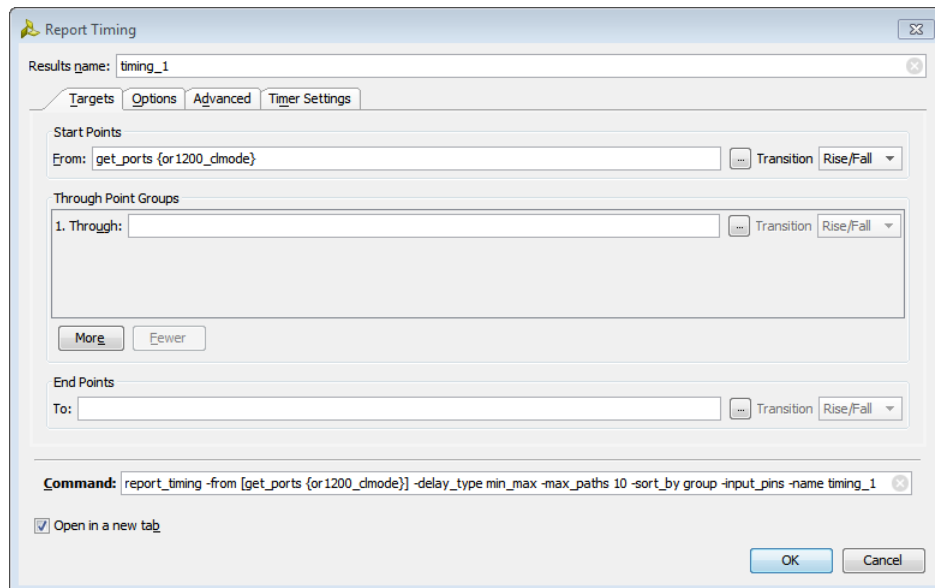 Report Timing
Results name: timing_1
Targets Options Advanced Timer Settings
Start Points
From: get_ports {or1200_clmode} ... Transition Rise/Fall
Through Point Groups
1. Through: ... Transition Rise/Fall
More Fewer
End Points
To: ... Transition Rise/Fall
Command: report_timing -from [get_ports {or1200_clmode}] -delay_type min_max -max_paths 10 -sort_by group -input_pins -name timing_1
Open in a new tab
OK Cancel